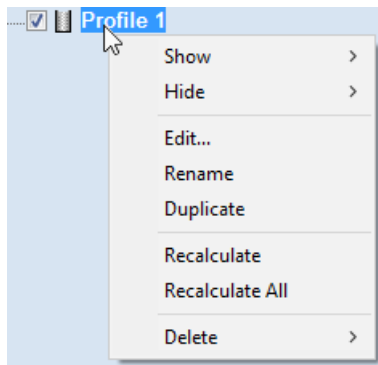 Profile 1
Show
Hide
Edit...
Rename
Duplicate
Recalculate
Recalculate All
Delete